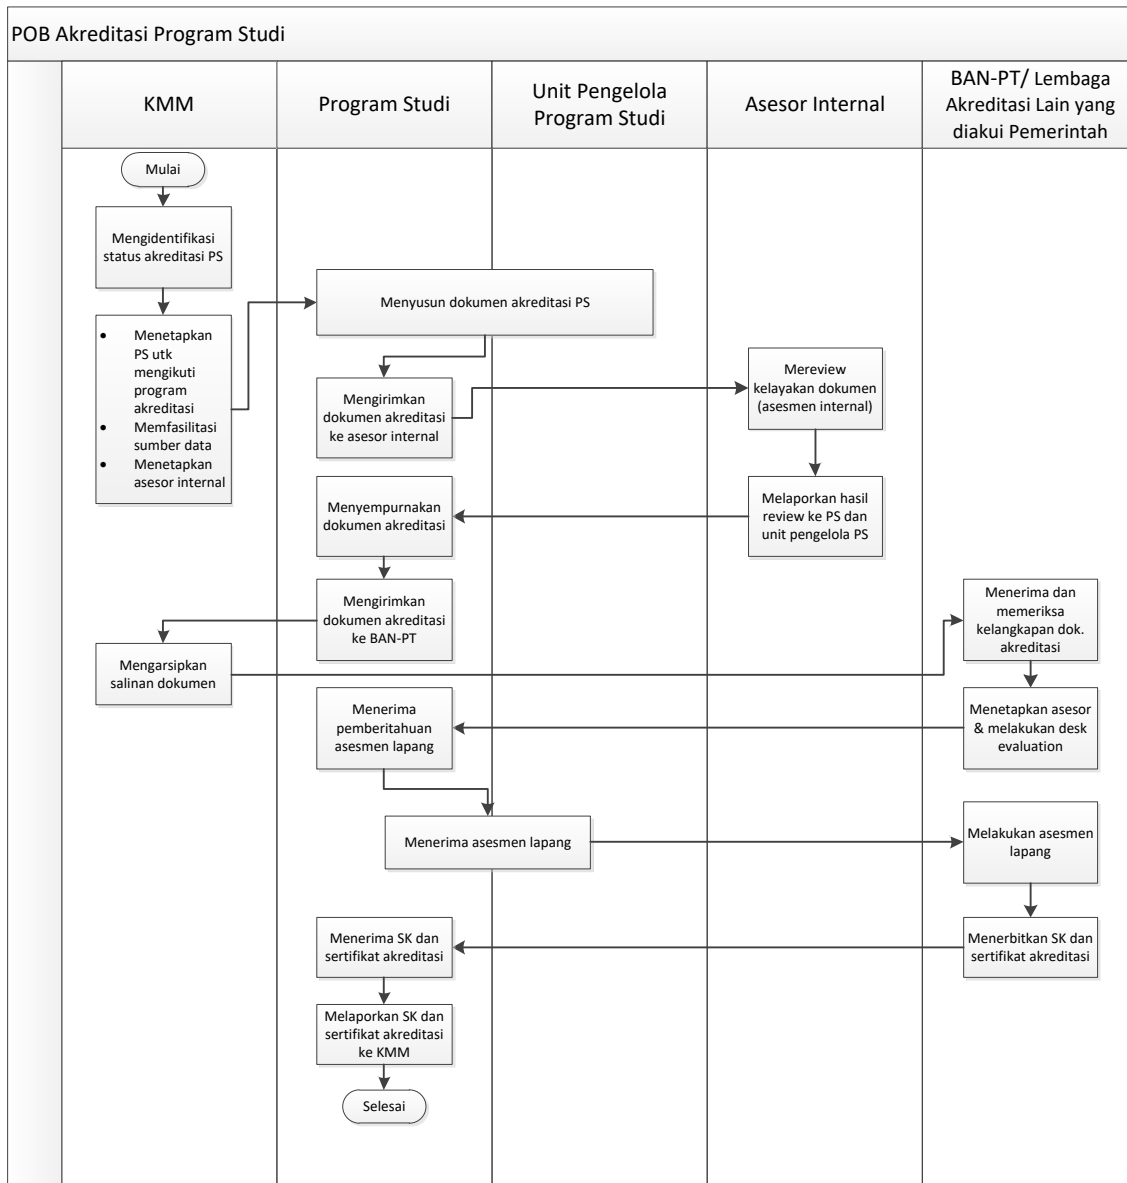 POB Akreditasi Program Studi
KMM
Program Studi
Unit Pengelola
Program Studi
Asesor Internal
BAN-PT/ Lembaga
Akreditasi Lain yang
diakui Pemerintah
Mulai
Mengidentifikasi
status akreditasi PS
• Menetapkan
PS utk
mengikuti
program
akreditasi
• Memfasilitasi
sumber data
• Menetapkan
asesor internal
Menyusun dokumen akreditasi PS
Mengirimkan
dokumen akreditasi
ke asesor internal
Mereview
kelayakan dokumen
(asesmen internal)
Melaporkan hasil
review ke PS dan
unit pengelola PS
Menyempurnakan
dokumen akreditasi
Mengirimkan
dokumen akreditasi
ke BAN-PT
Mengarsipkan
salinan dokumen
Menerima dan
memeriksa
kelangkapan dok.
akreditasi
Menetapkan asesor
& melakukan desk
evaluation
Menerima
pemberitahuan
asesmen lapang
Menerima asesmen lapang
Melakukan asesmen
lapang
Menerbitkan SK dan
sertifikat akreditasi
Menerima SK dan
sertifikat akreditasi
Melaporkan SK dan
sertifikat akreditasi
ke KMM
Selesai